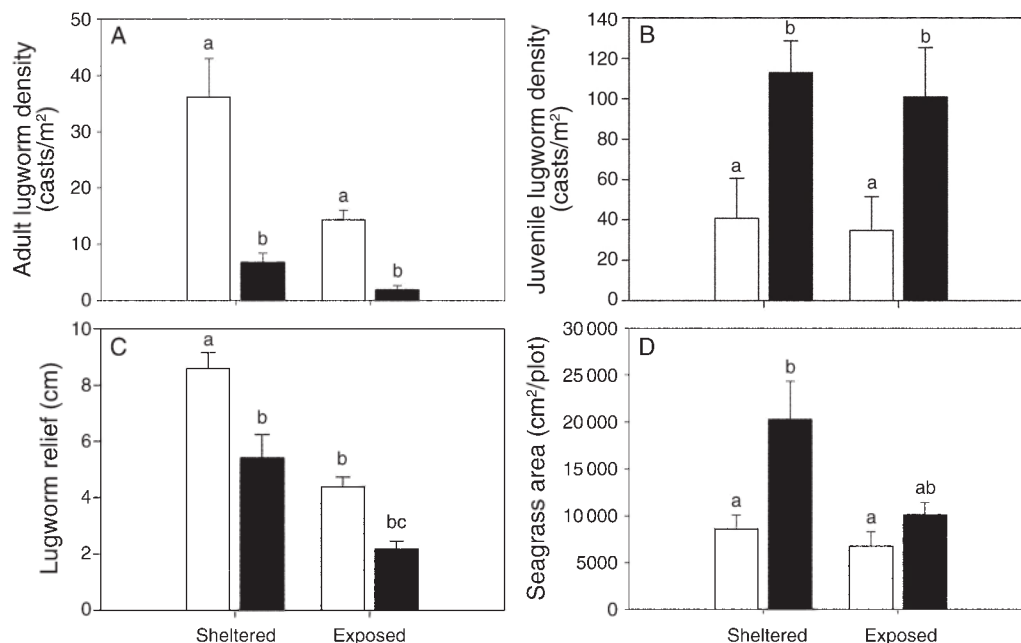 A
Adult lugworm density
(casts/m²)
50
40
30
20
10
0
a
b
a
b
B
Juvenile lugworm density
(casts/m²)
140
120
100
80
60
40
20
0
a
b
a
b
C
Lugworm relief (cm)
10
8
6
4
2
0
a
b
b
bc
Sheltered
Exposed
D
Seagrass area (cm²/plot)
30 000
25 000
20 000
15 000
10 000
5000
0
a
b
a
ab
Sheltered
Exposed